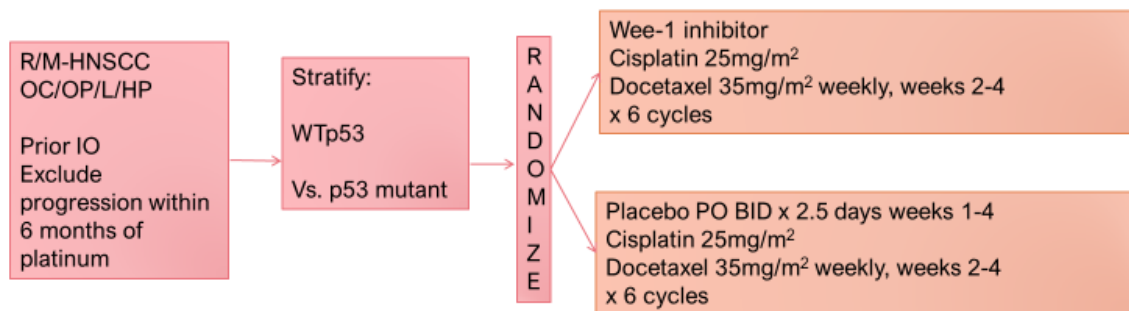 R/M-HNSCC
OC/OP/L/HP
Prior IO
Exclude
progression within
6 months of
platinum
Stratify:
WTp53
Vs. p53 mutant
R
A
N
D
O
M
I
Z
E
Wee-1 inhibitor
Cisplatin 25mg/m²
Docetaxel 35mg/m² weekly, weeks 2-4
x 6 cycles
Placebo PO BID x 2.5 days weeks 1-4
Cisplatin 25mg/m²
Docetaxel 35mg/m² weekly, weeks 2-4
x 6 cycles